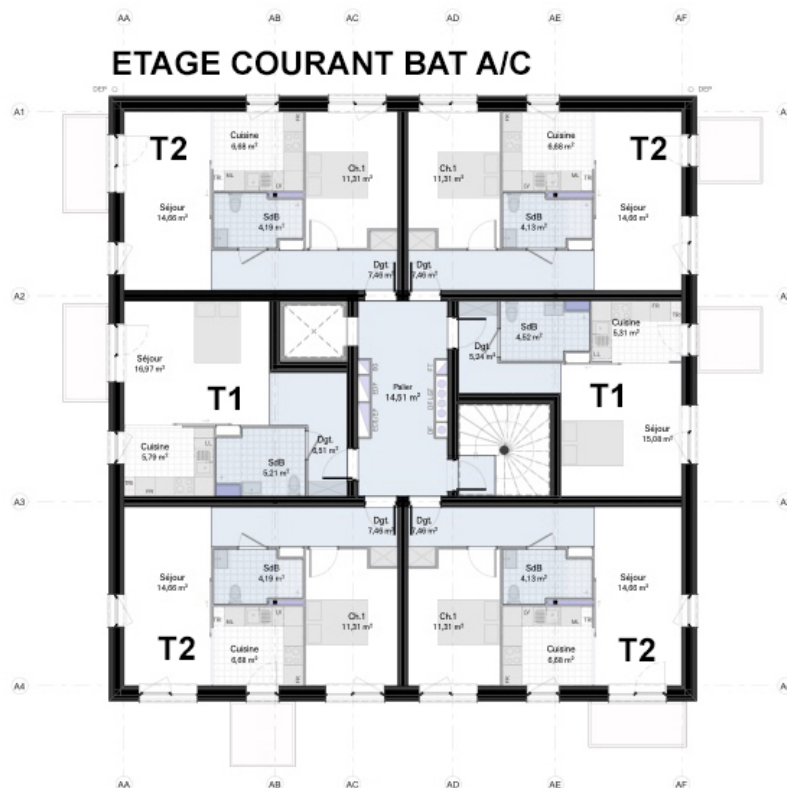 AA AB AC AD AE AF
ETAGE COURANT BAT A/C
DEP DEP
A1
T2
Cuisine
6,68 m²
Ch.1
11,31 m²
Séjour
14,66 m²
SdB
4,19 m²
Dgt.
7,46 m²
Cuisine
6,68 m²
T2
Ch.1
11,31 m²
Séjour
14,66 m²
SdB
4,13 m²
Dgt.
7,46 m²
A2
Séjour
16,97 m²
T1
Cuisine
5,79 m²
SdB
5,21 m²
Dgt.
Palier
14,51 m²
SdB
4,52 m²
Cuisine
5,31 m²
Dgt.
5,24 m²
T1
Séjour
15,08 m²
A3
Dgt.
7,46 m²
Séjour
14,66 m²
SdB
4,19 m²
Ch.1
11,31 m²
T2
Cuisine
6,68 m²
Dgt.
7,46 m²
SdB
4,13 m²
Séjour
14,66 m²
Ch.1
11,31 m²
Cuisine
6,68 m²
T2
A4
AA AB AC AD AE AF